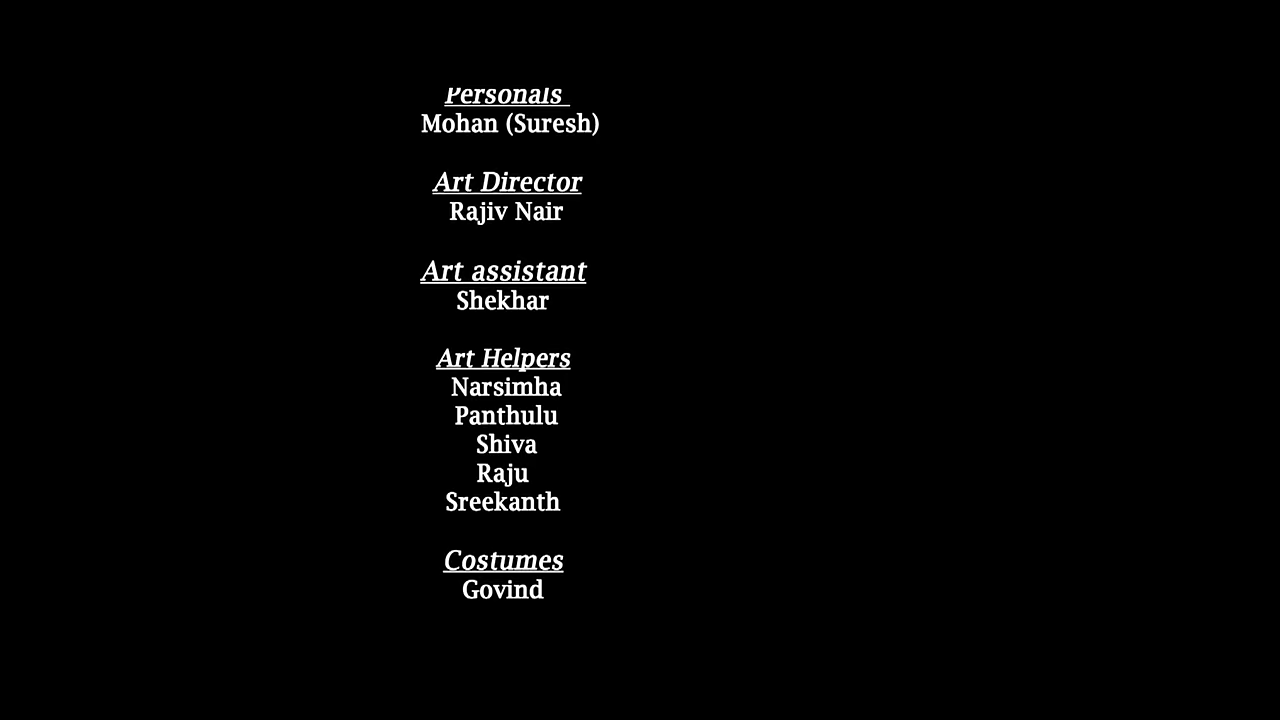 Personals
Mohan (Suresh)
Art Director
Rajiv Nair
Art assistant
Shekhar
Art Helpers
Narsimha
Panthulu
Shiva
Raju
Sreekanth
Costumes
Govind